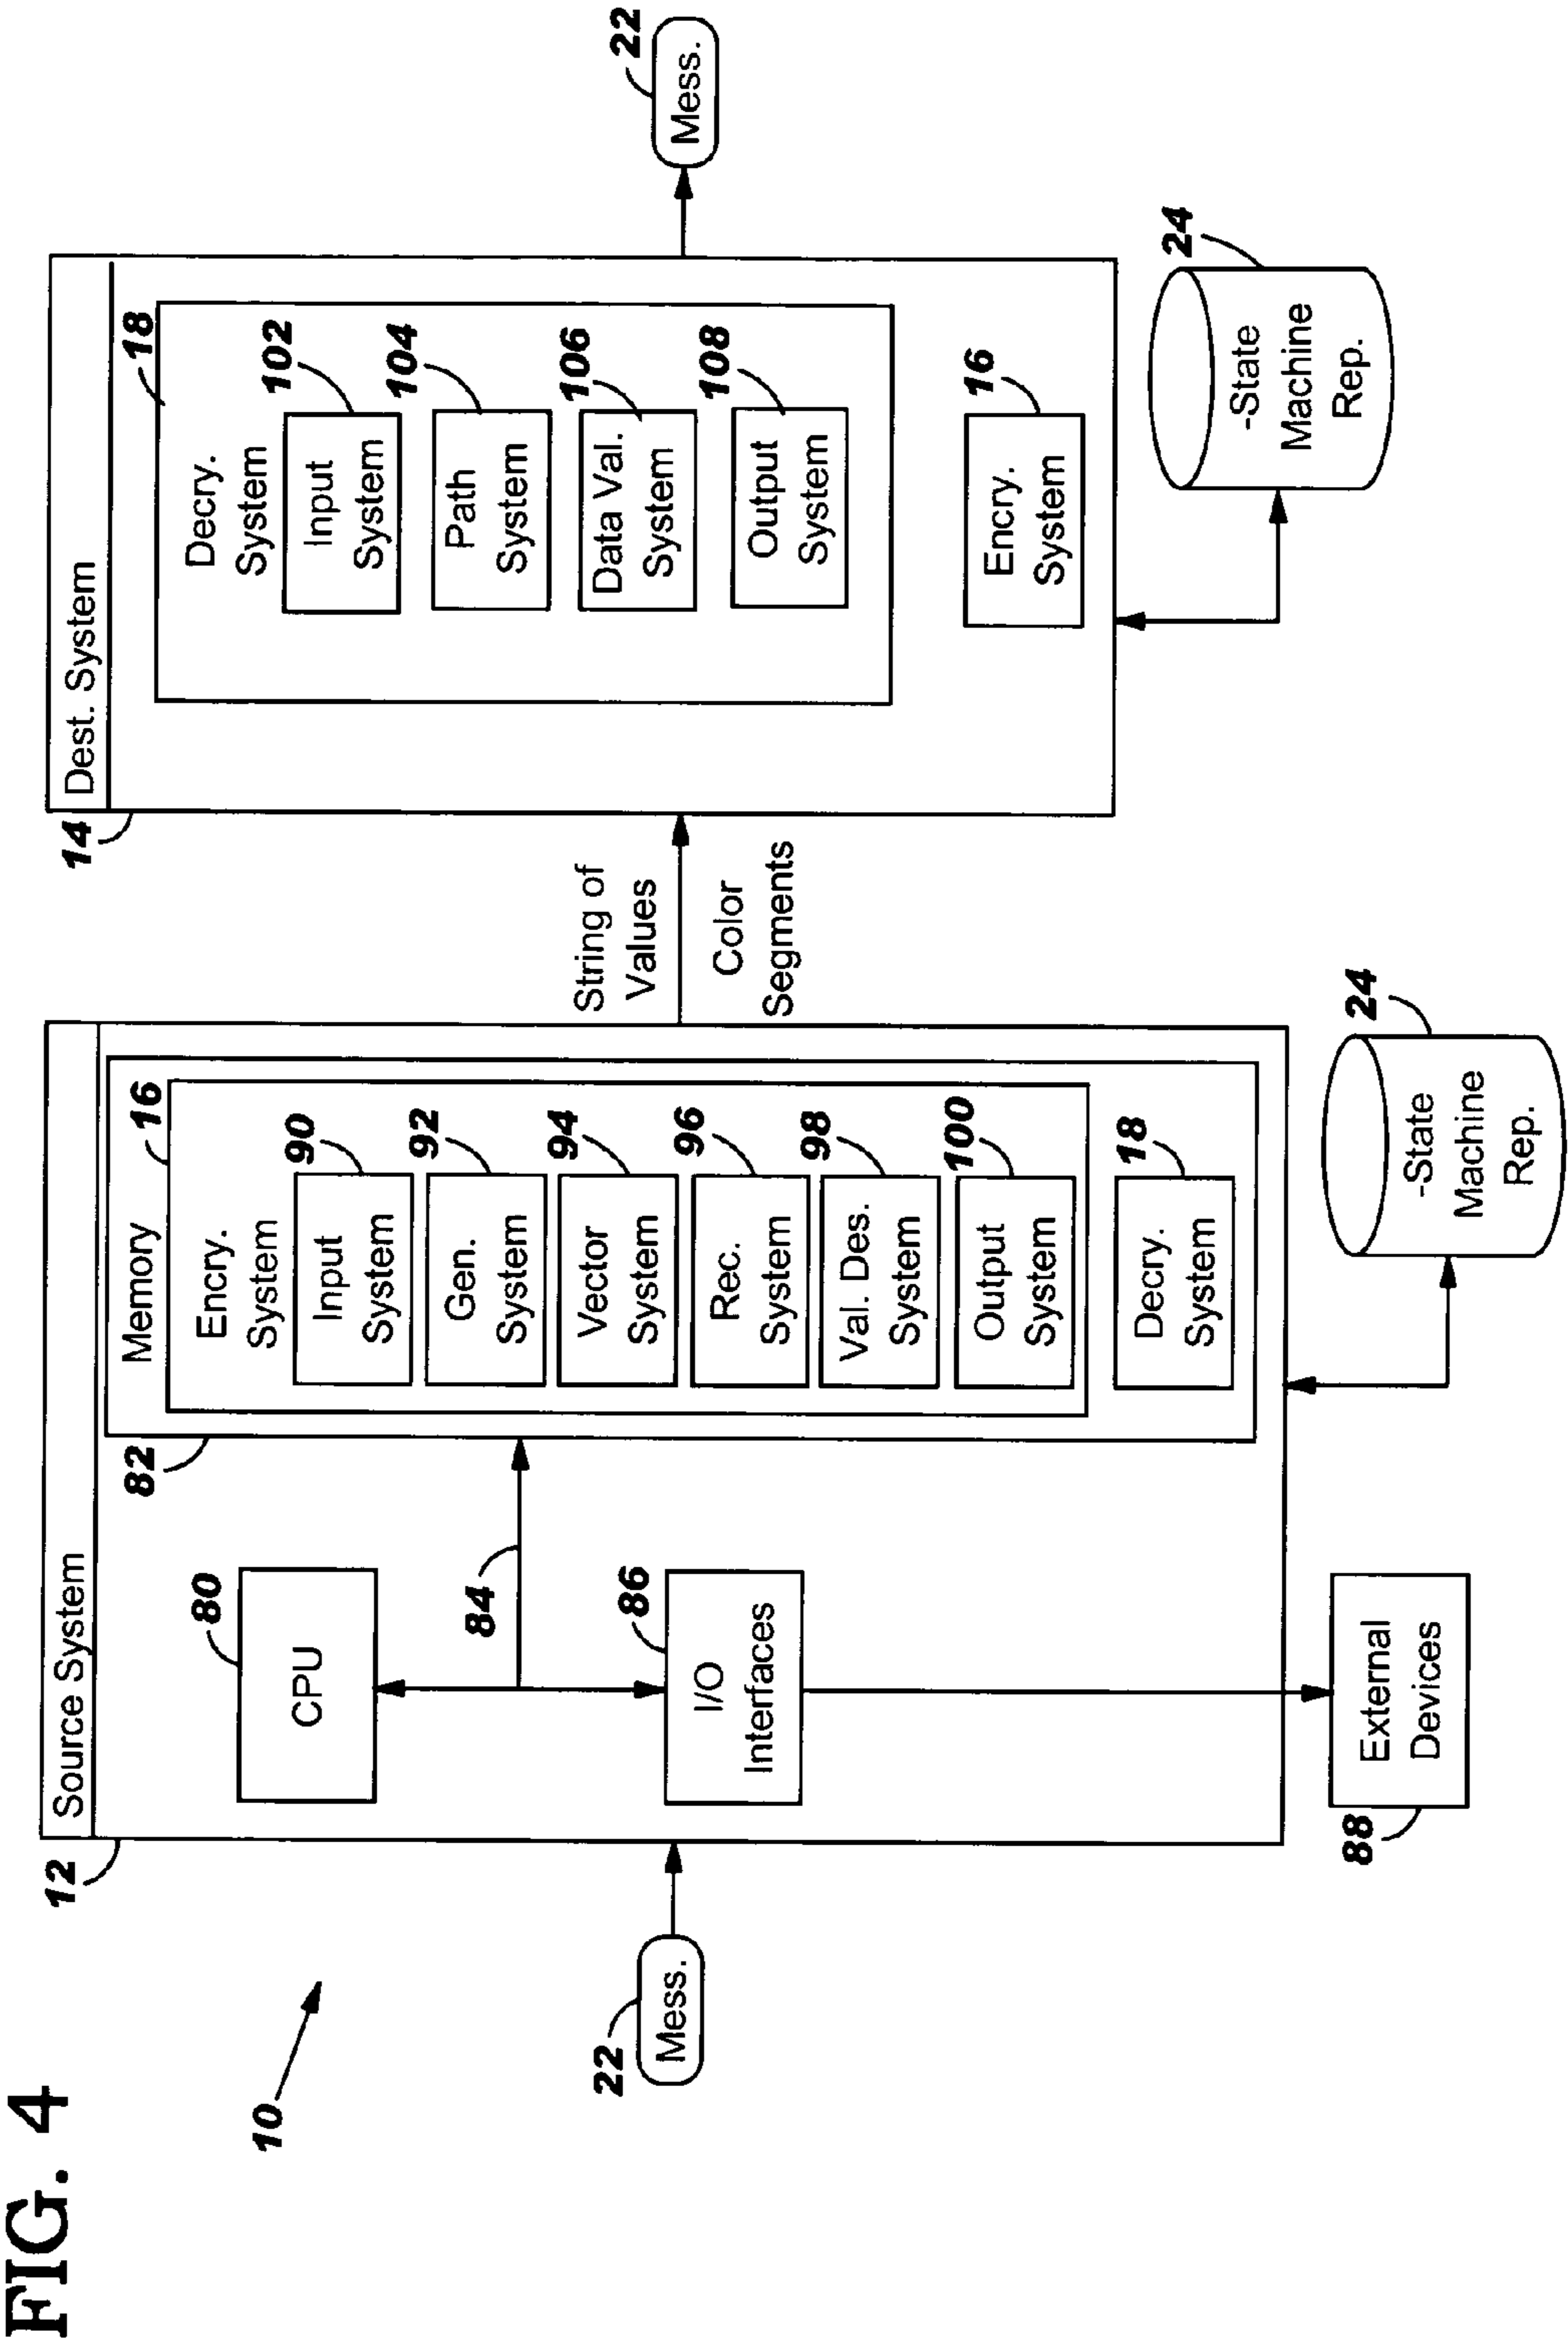 FIG. 4
10
22
Mess.
12
Source System
80
CPU
84
86
I/O
Interfaces
88
External
Devices
82
Memory
16
Encry.
System
90
Input
System
92
Gen.
System
94
Vector
System
96
Rec.
System
98
Val. Des.
System
100
Output
System
18
Decry.
System
24
-State
Machine
Rep.
String of
Values
Color
Segments
14
Dest. System
18
Decry.
System
102
Input
System
104
Path
System
106
Data Val.
System
108
Output
System
16
Encry.
System
24
-State
Machine
Rep.
22
Mess.